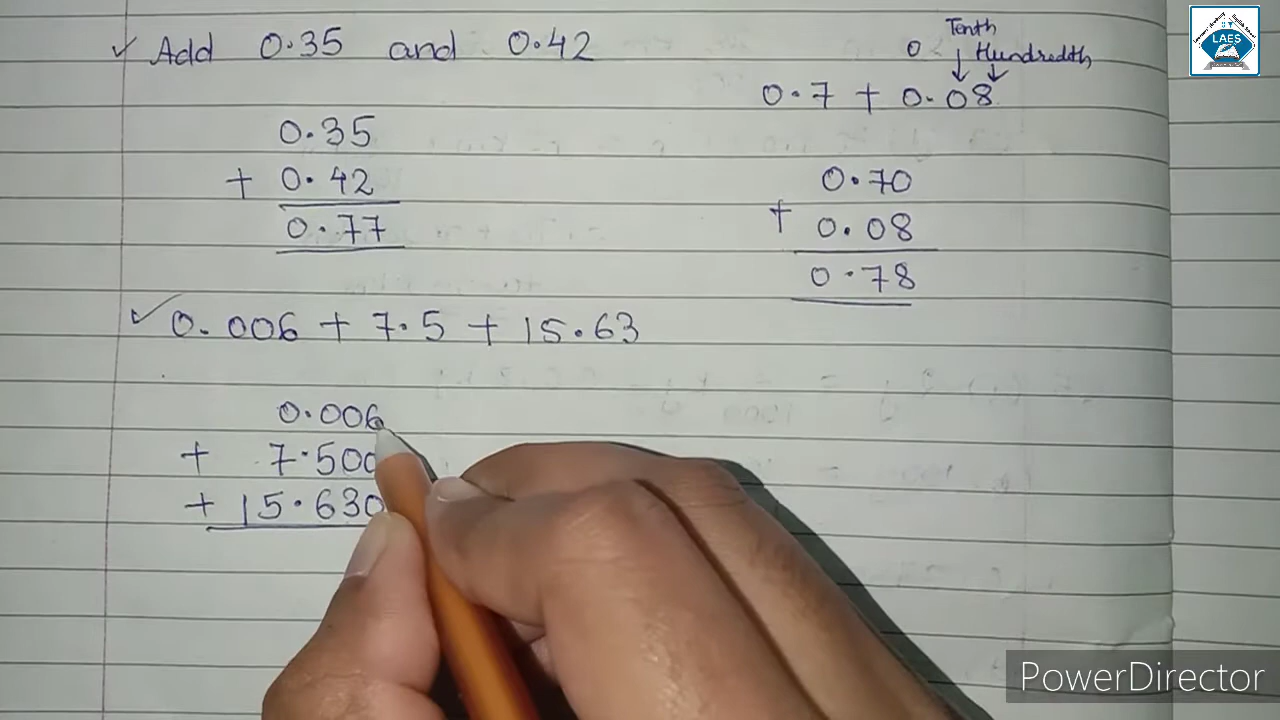 Add 0.35 and 0.42
0.35
+ 0.42
0.77
Tenth
0
Hundredth
0.7 + 0.08
0.70
+ 0.08
0.78
0.006 + 7.5 + 15.63
0.006
+ 7.500
+ 15.630
LAES
PowerDirector